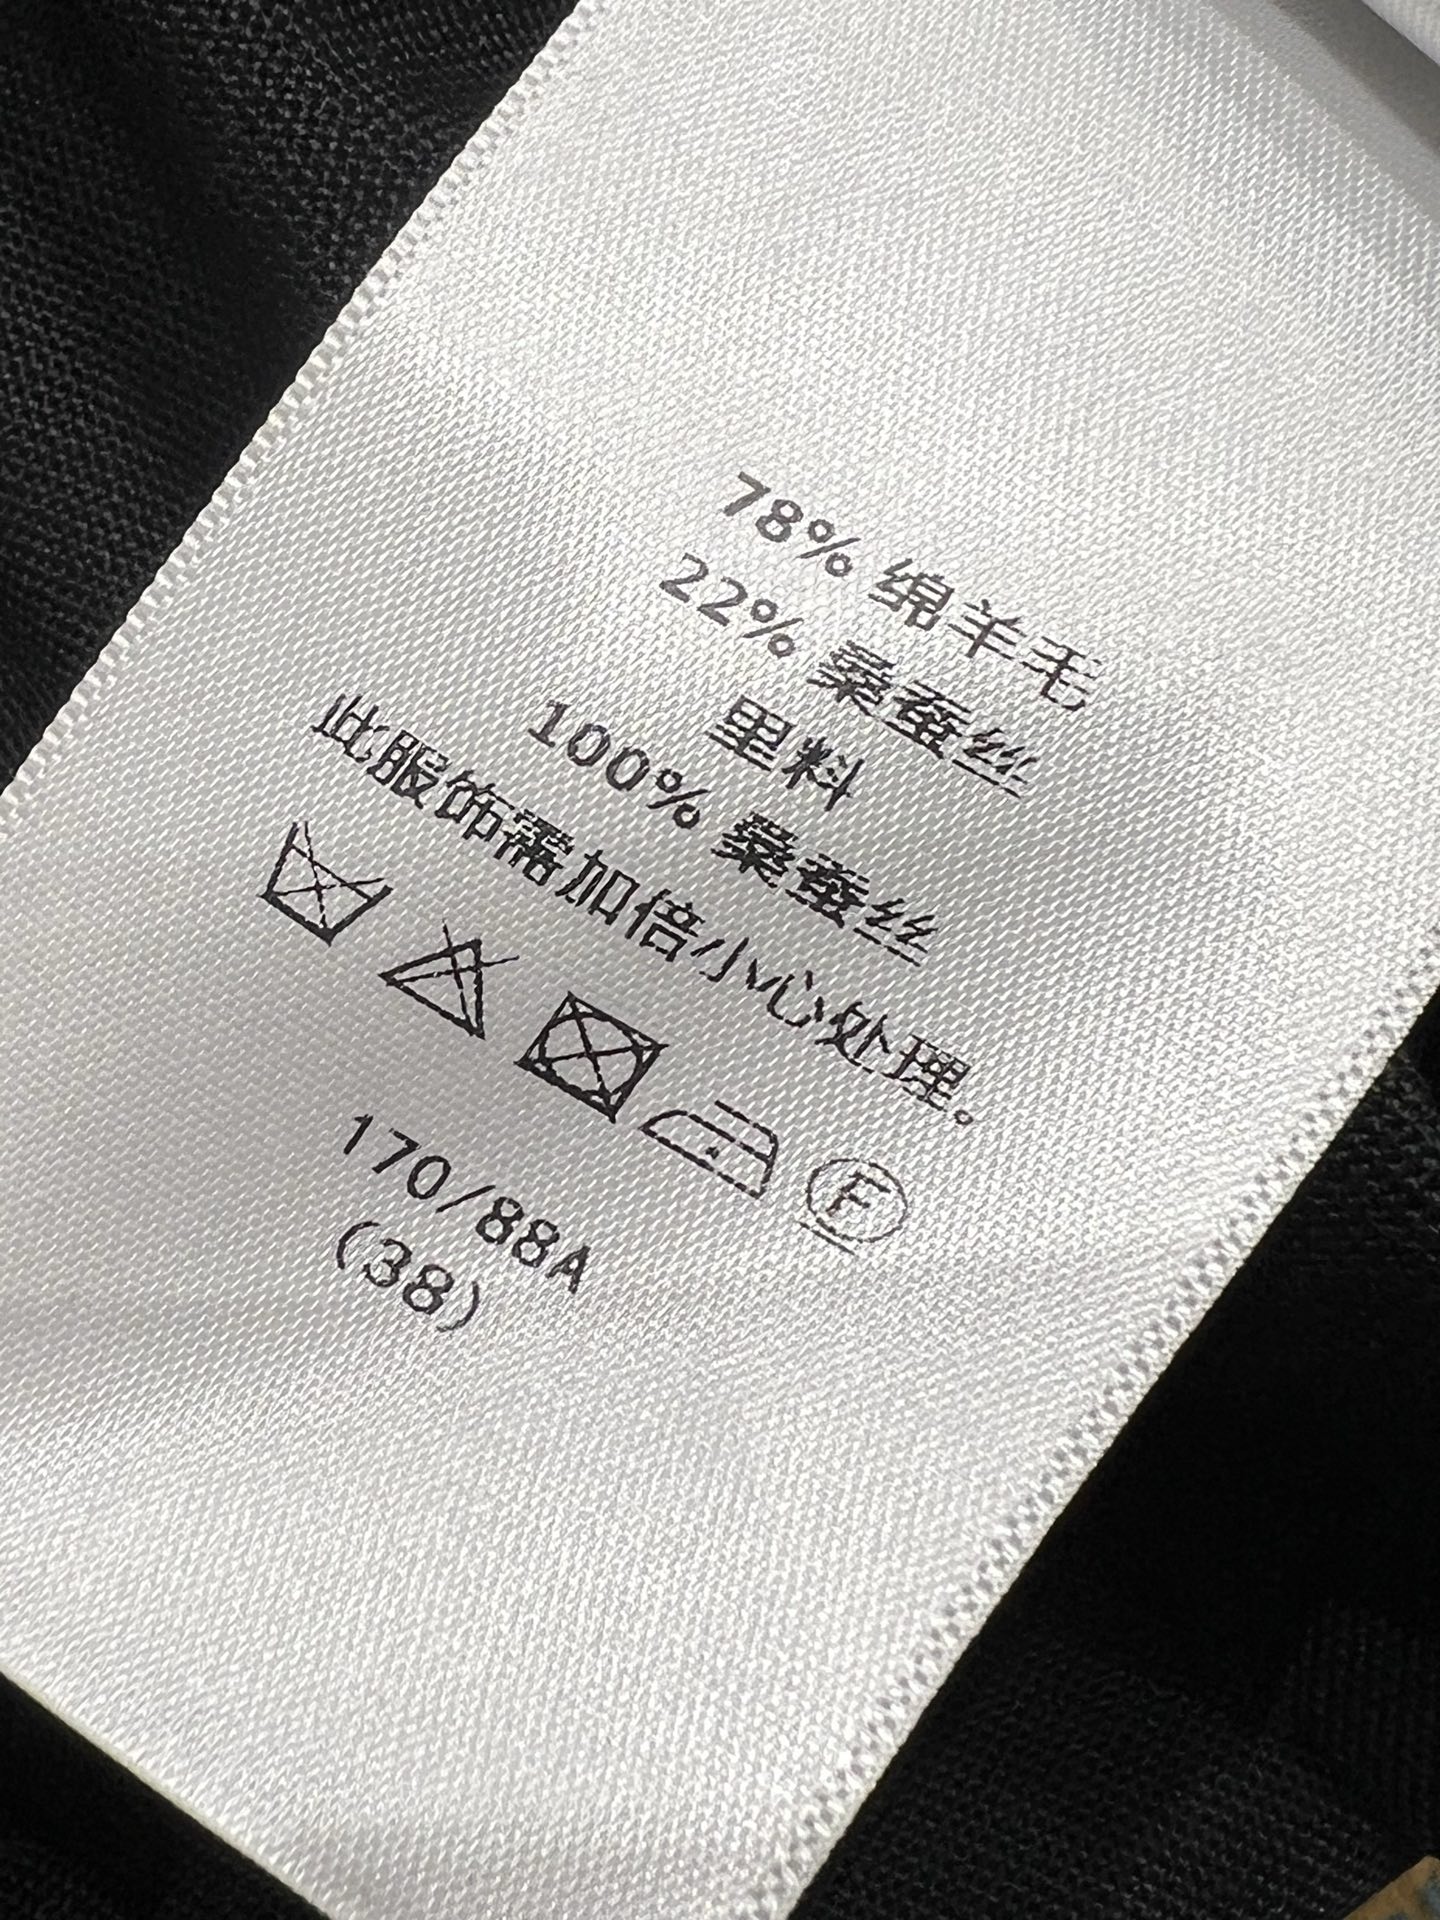 78% 绵羊毛
22% 桑蚕丝
里料
100% 桑蚕丝
此服饰需加倍小心处理。
F
170/88A
(38)